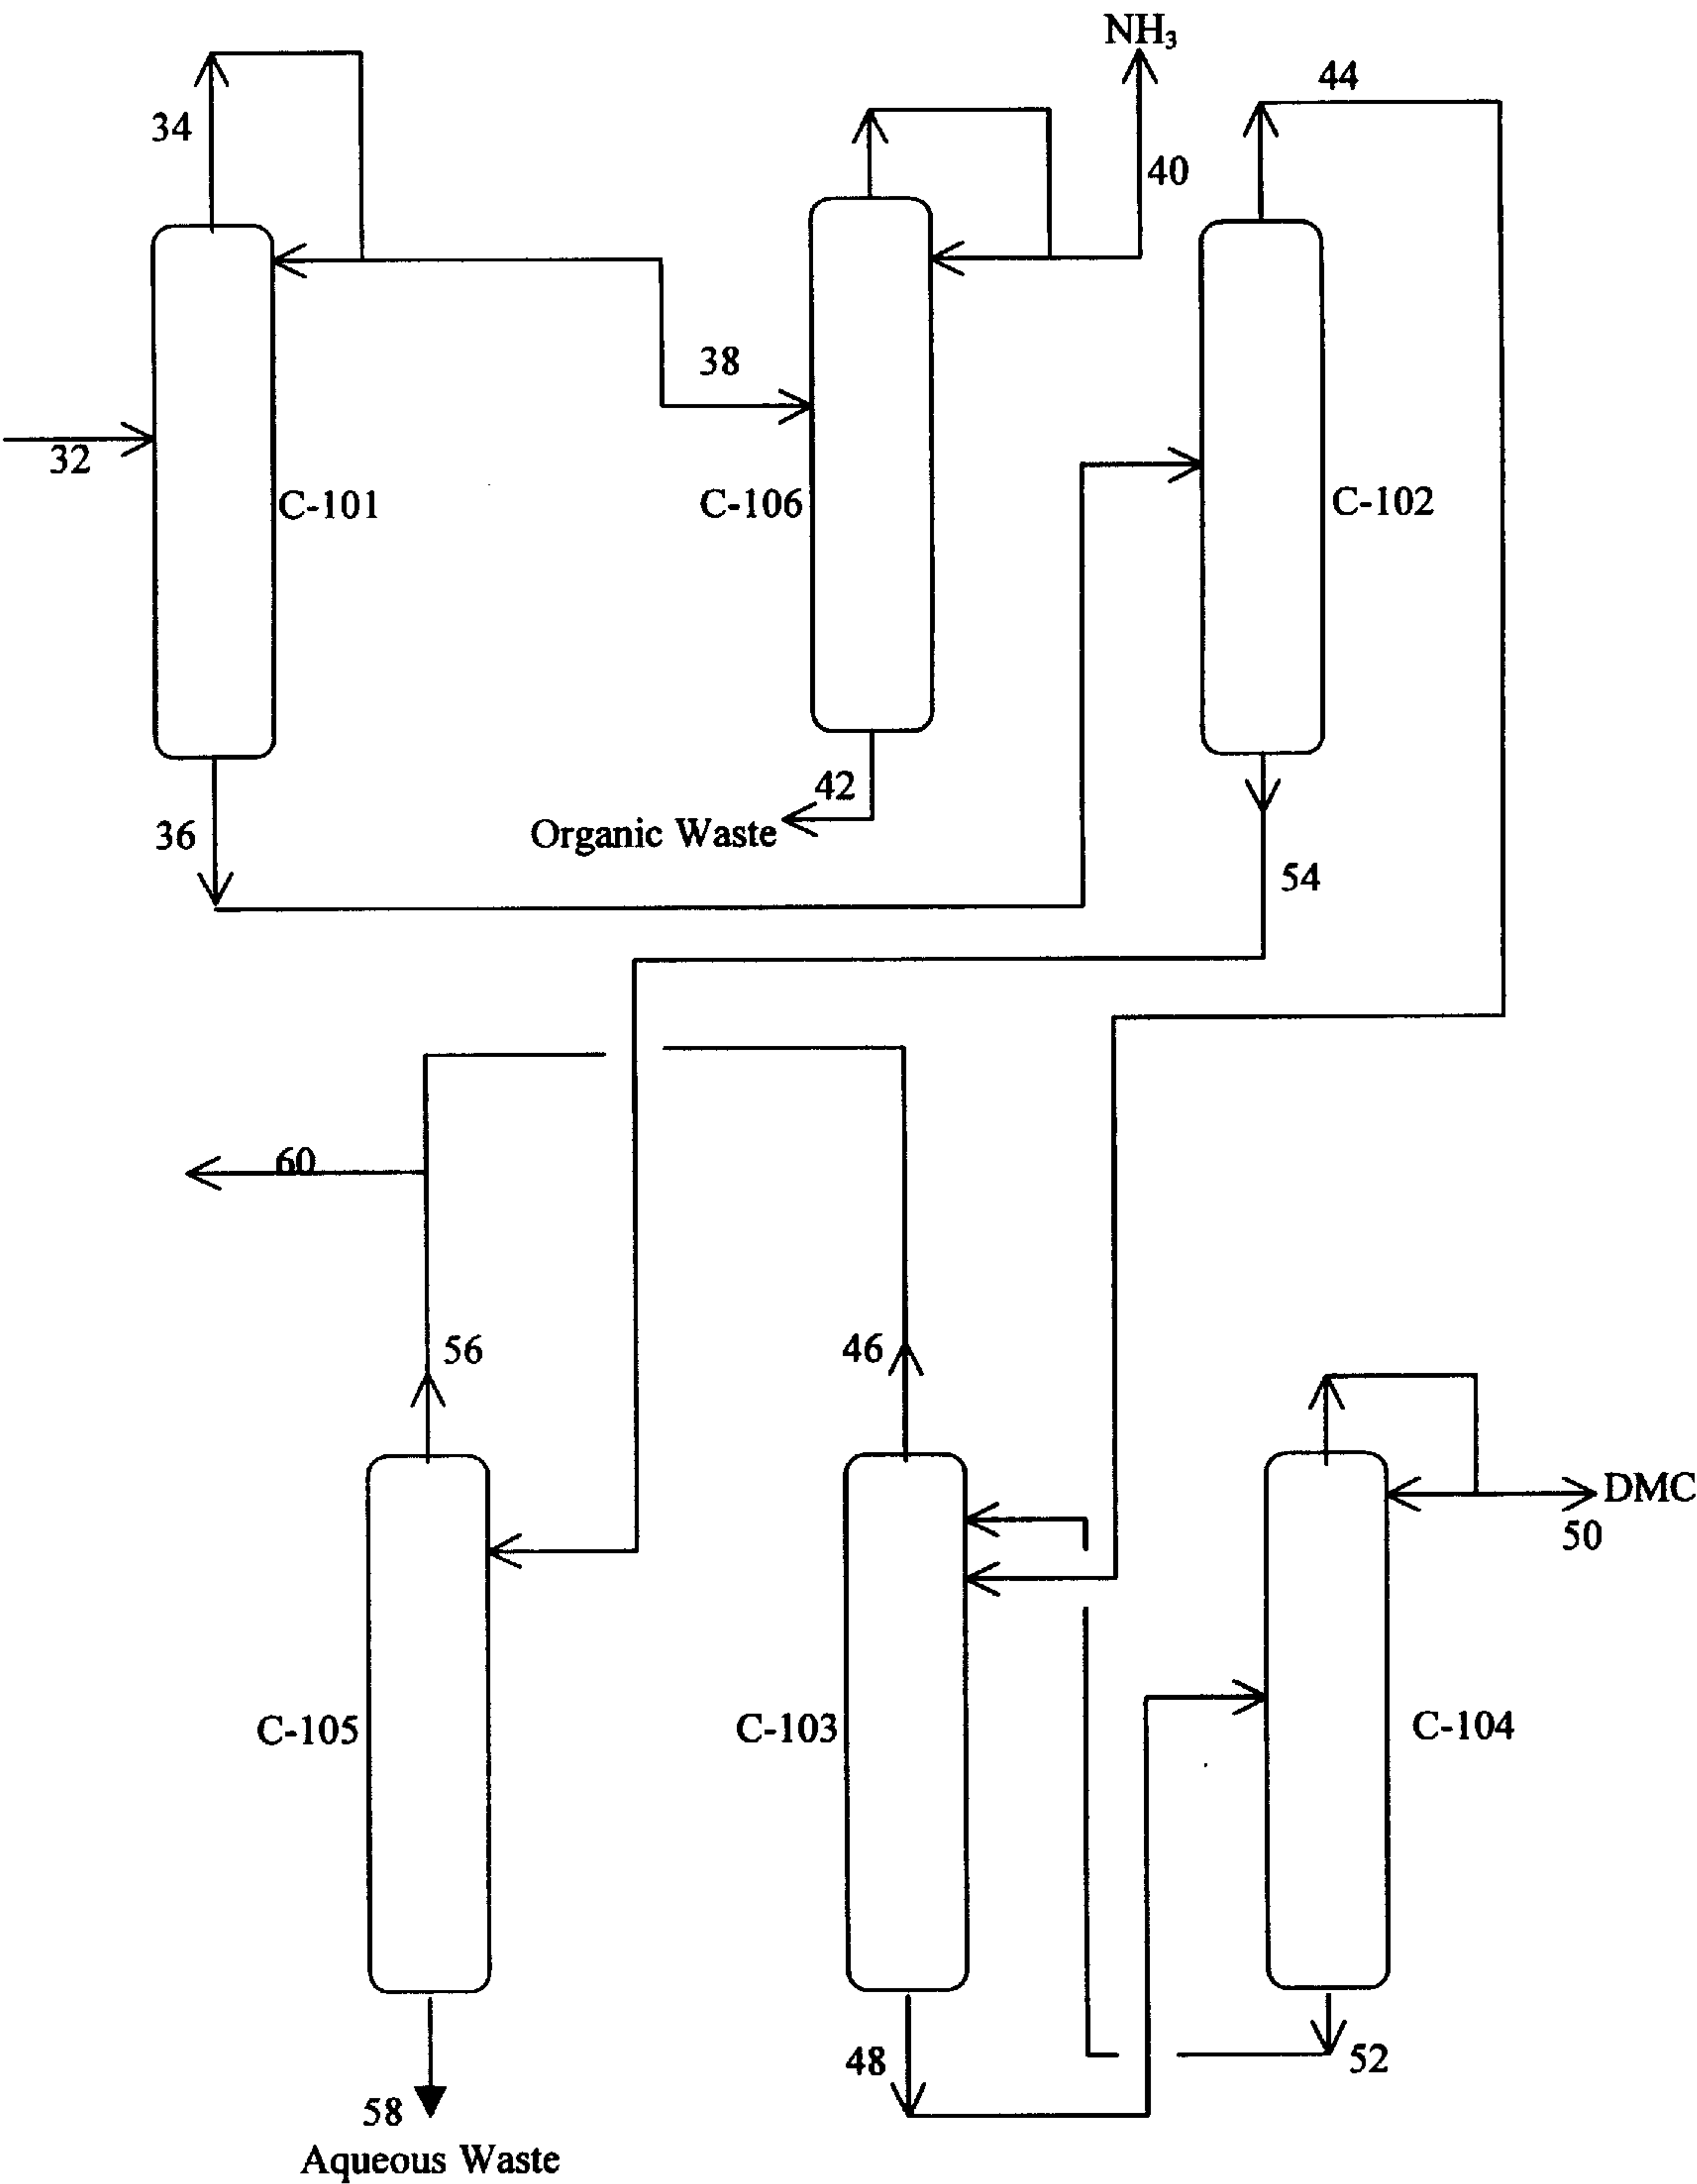 NH₃
44
34
40
38
32
C-101
C-106
C-102
42
Organic Waste
36
54
60
56
46
DMC
50
C-105
C-103
C-104
48
52
58
Aqueous Waste